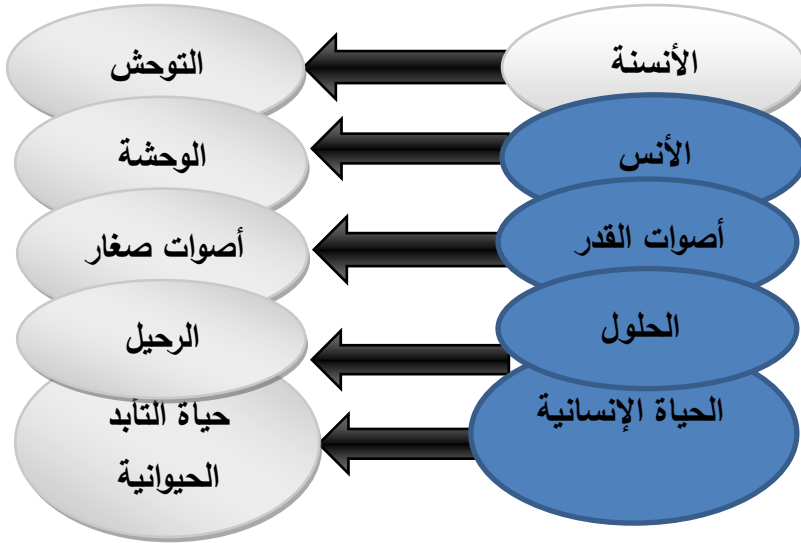 الأنسنة
التوحش
الأنس
الوحشة
أصوات القدر
أصوات صغار
الحلول
الرحيل
الحياة الإنسانية
حياة التأبد
الحيوانية